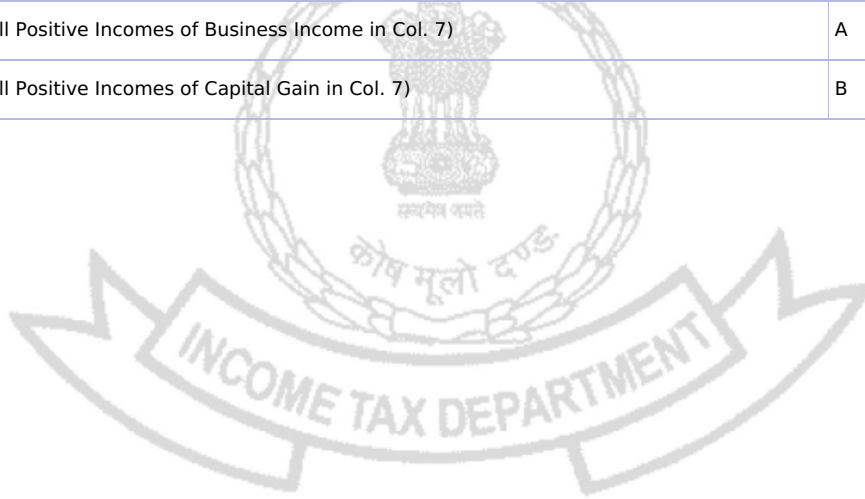 ll Positive Incomes of Business Income in Col. 7) A
ll Positive Incomes of Capital Gain in Col. 7) B
सत्यमेव जयते
कोष मूलो दण्ड:
INCOME TAX DEPARTMENT